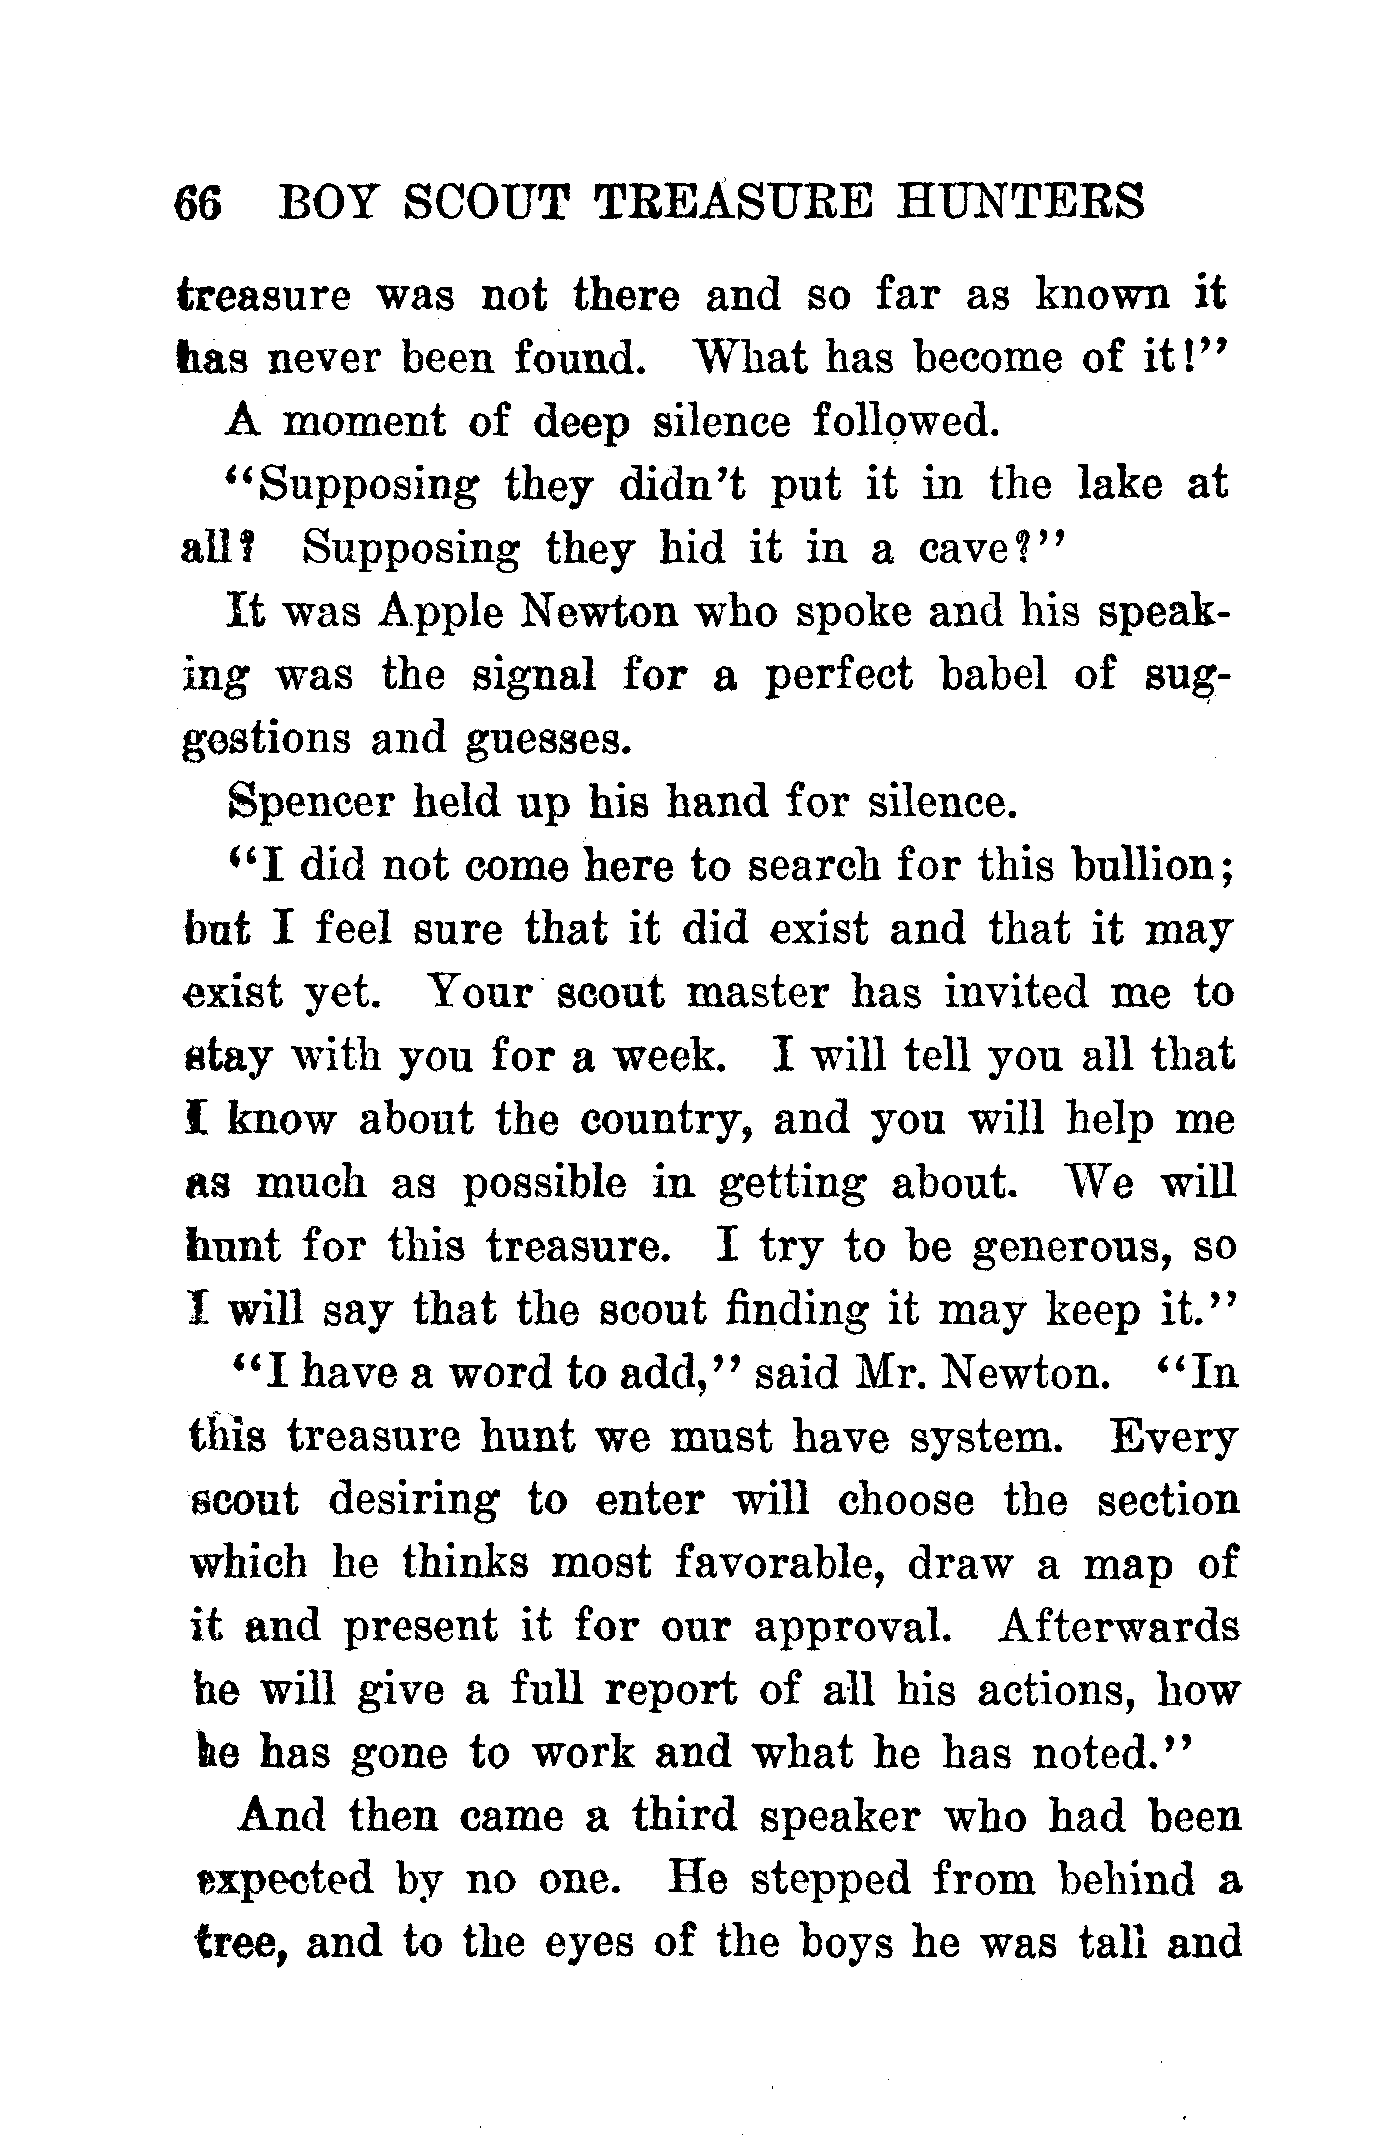 66 BOY SCOUT TREASURE HUNTERS
treasure was not there and so far as known it
has never been found. What has become of it!"
A moment of deep silence followed.
"Supposing they didn't put it in the lake at
all? Supposing they hid it in a cave?"
It was Apple Newton who spoke and his speak-
ing was the signal for a perfect babel of sug-
gestions and guesses.
Spencer held up his hand for silence.
"I did not come here to search for this bullion;
but I feel sure that it did exist and that it may
exist yet. Your scout master has invited me to
stay with you for a week. I will tell you all that
I know about the country, and you will help me
as much as possible in getting about. We will
hunt for this treasure. I try to be generous, so
I will say that the scout finding it may keep it."
"I have a word to add," said Mr. Newton. "In
this treasure hunt we must have system. Every
scout desiring to enter will choose the section
which he thinks most favorable, draw a map of
it and present it for our approval. Afterwards
he will give a full report of all his actions, how
he has gone to work and what he has noted."
And then came a third speaker who had been
expected by no one. He stepped from behind a
tree, and to the eyes of the boys he was tall and